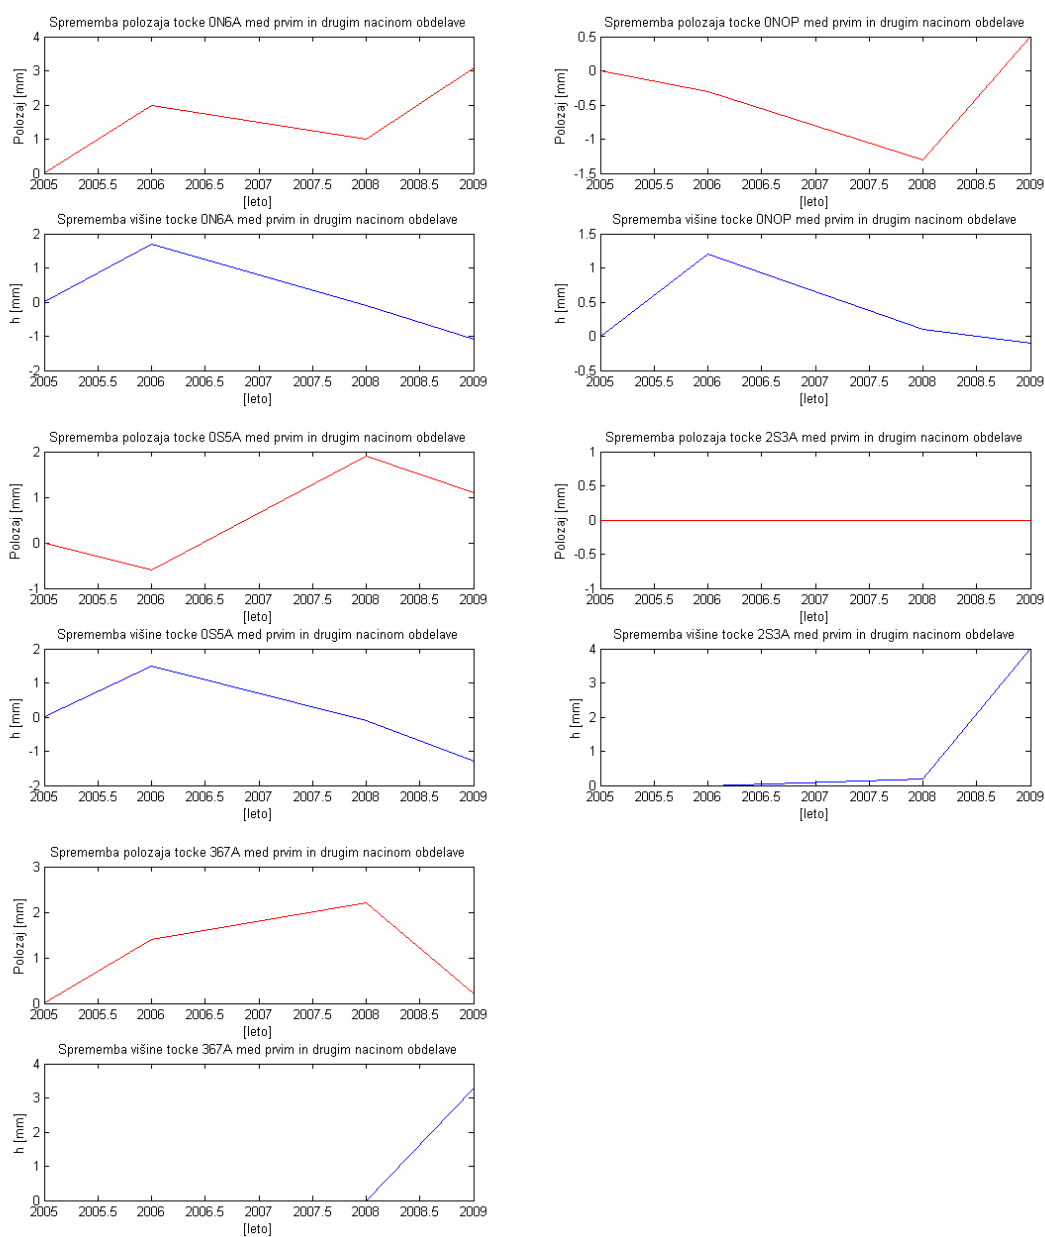 Sprememba polozaja tocke 0N6A med prvim in drugim nacinom obdelave
4
3
2
1
0
Polozaj [mm]
2005 2005.5 2006 2006.5 2007 2007.5 2008 2008.5 2009
[leto]
Sprememba višine tocke 0N6A med prvim in drugim nacinom obdelave
2
1
0
-1
-2
h [mm]
2005 2005.5 2006 2006.5 2007 2007.5 2008 2008.5 2009
[leto]
Sprememba polozaja tocke 0NOP med prvim in drugim nacinom obdelave
0.5
0
-0.5
-1
-1.5
Polozaj [mm]
2005 2005.5 2006 2006.5 2007 2007.5 2008 2008.5 2009
[leto]
Sprememba višine tocke 0NOP med prvim in drugim nacinom obdelave
1.5
1
0.5
0
-0.5
h [mm]
2005 2005.5 2006 2006.5 2007 2007.5 2008 2008.5 2009
[leto]
Sprememba polozaja tocke 0S5A med prvim in drugim nacinom obdelave
2
1
0
-1
Polozaj [mm]
2005 2005.5 2006 2006.5 2007 2007.5 2008 2008.5 2009
[leto]
Sprememba višine tocke 0S5A med prvim in drugim nacinom obdelave
2
1
0
-1
-2
h [mm]
2005 2005.5 2006 2006.5 2007 2007.5 2008 2008.5 2009
[leto]
Sprememba polozaja tocke 2S3A med prvim in drugim nacinom obdelave
1
0.5
0
-0.5
-1
Polozaj [mm]
2005 2005.5 2006 2006.5 2007 2007.5 2008 2008.5 2009
[leto]
Sprememba višine tocke 2S3A med prvim in drugim nacinom obdelave
4
3
2
1
0
h [mm]
2005 2005.5 2006 2006.5 2007 2007.5 2008 2008.5 2009
[leto]
Sprememba polozaja tocke 367A med prvim in drugim nacinom obdelave
3
2
1
0
Polozaj [mm]
2005 2005.5 2006 2006.5 2007 2007.5 2008 2008.5 2009
[leto]
Sprememba višine tocke 367A med prvim in drugim nacinom obdelave
4
3
2
1
0
h [mm]
2005 2005.5 2006 2006.5 2007 2007.5 2008 2008.5 2009
[leto]